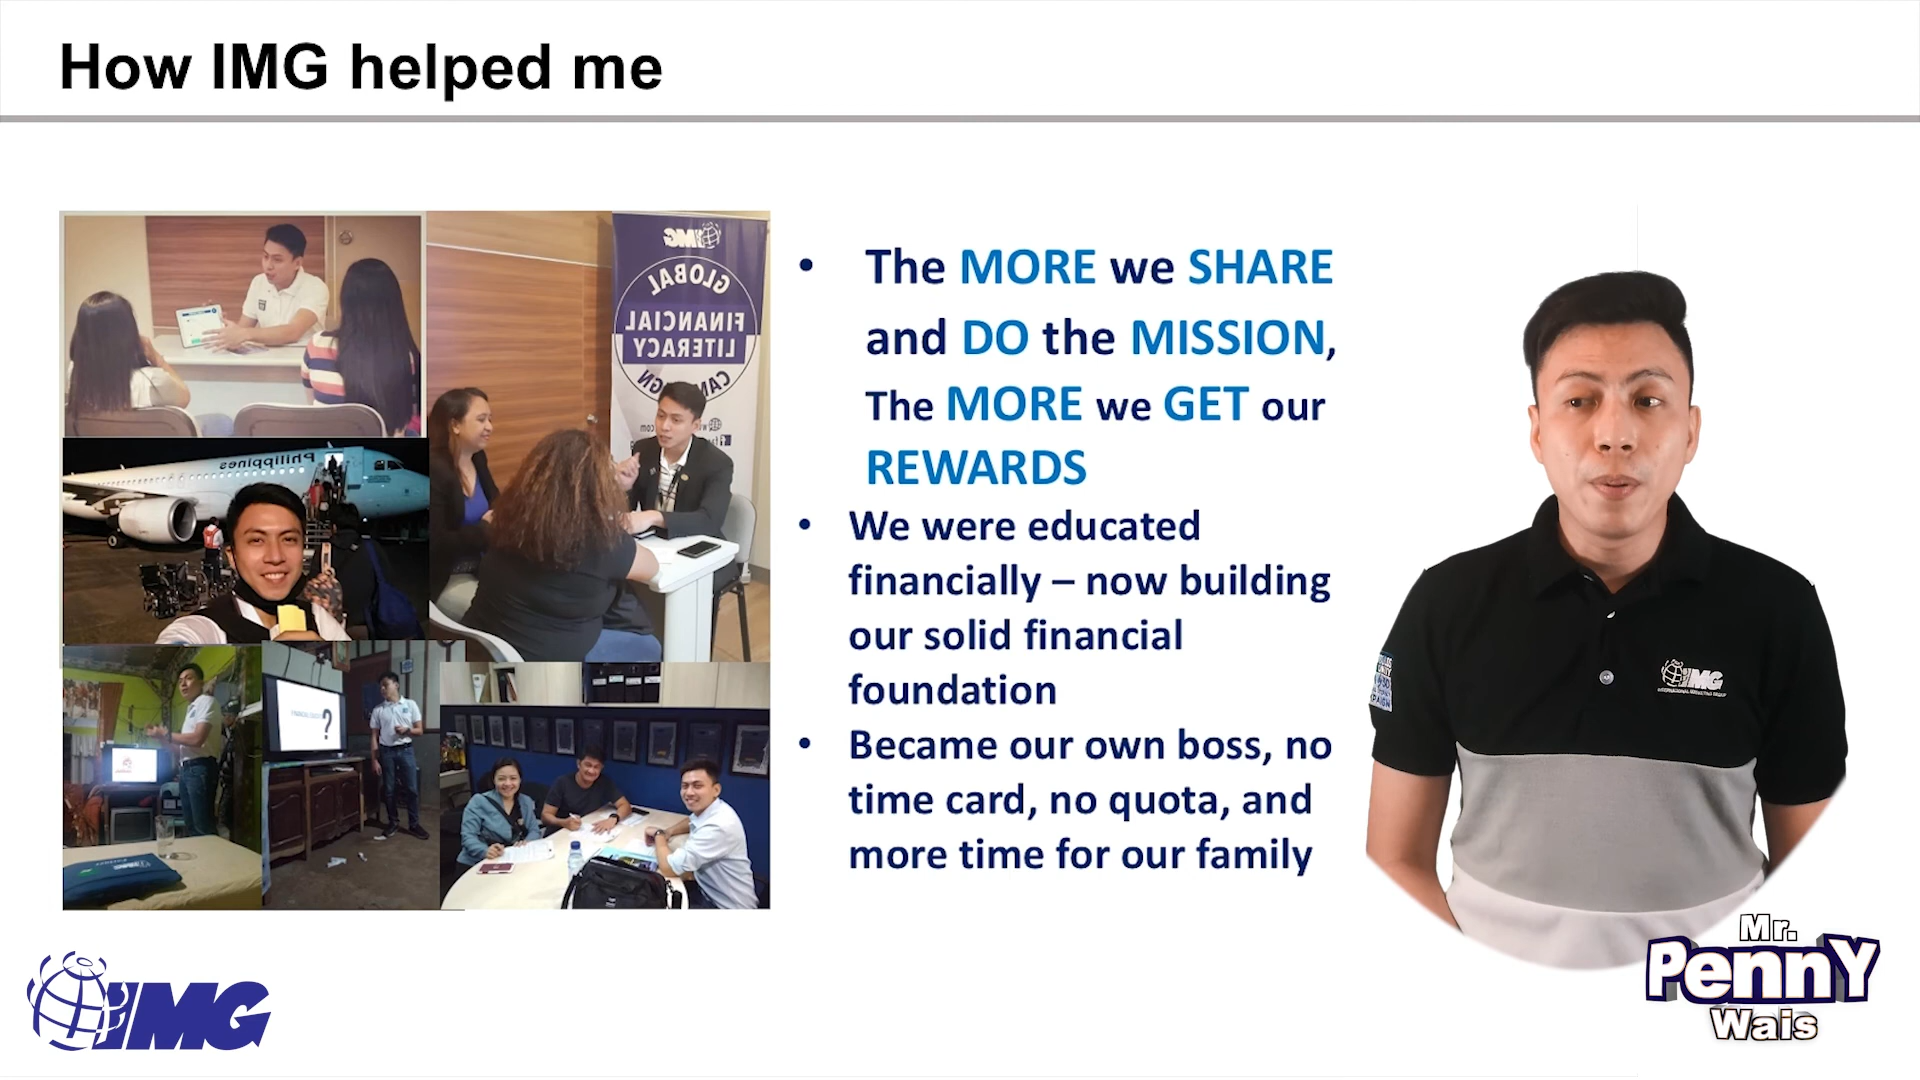 How IMG helped me
IMG
GLOBAL
FINANCIAL
LITERACY
Philippines
?
• The MORE we SHARE
and DO the MISSION,
The MORE we GET our
REWARDS
• We were educated
financially – now building
our solid financial
foundation
• Became our own boss, no
time card, no quota, and
more time for our family
IMG
IMG
Mr.
PennY
Wais